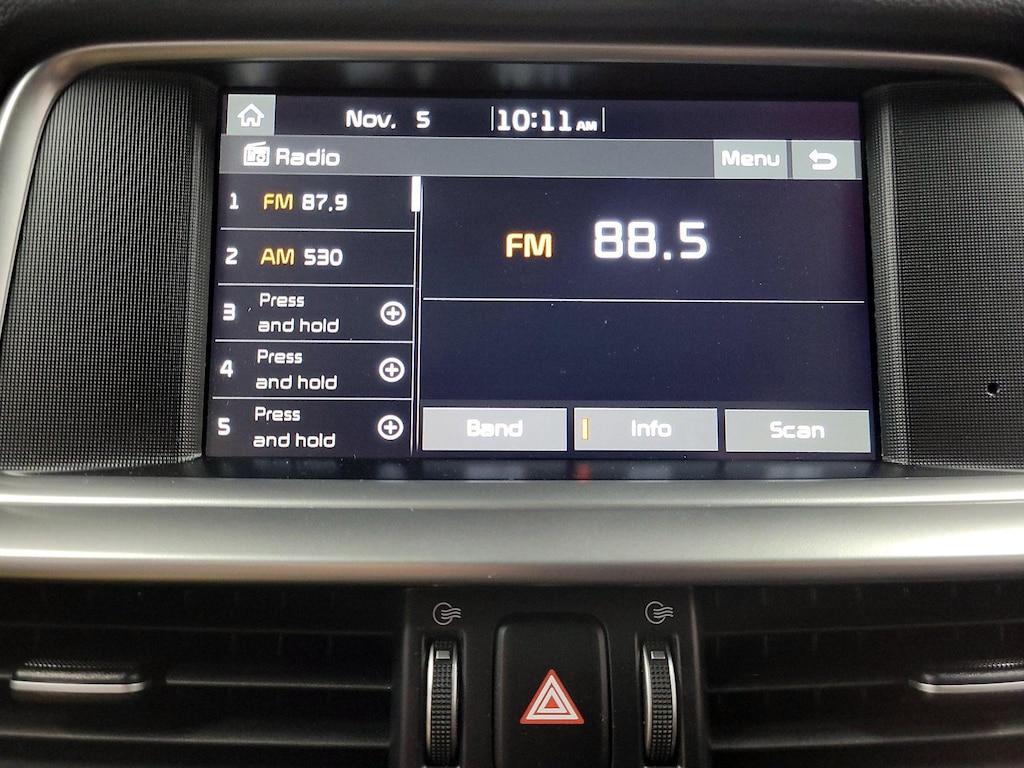 Nov. 5 10:11 AM
Radio Menu
1 FM 87.9
2 AM 530
3 Press
and hold
4 Press
and hold
5 Press
and hold
FM 88.5
Band Info Scan